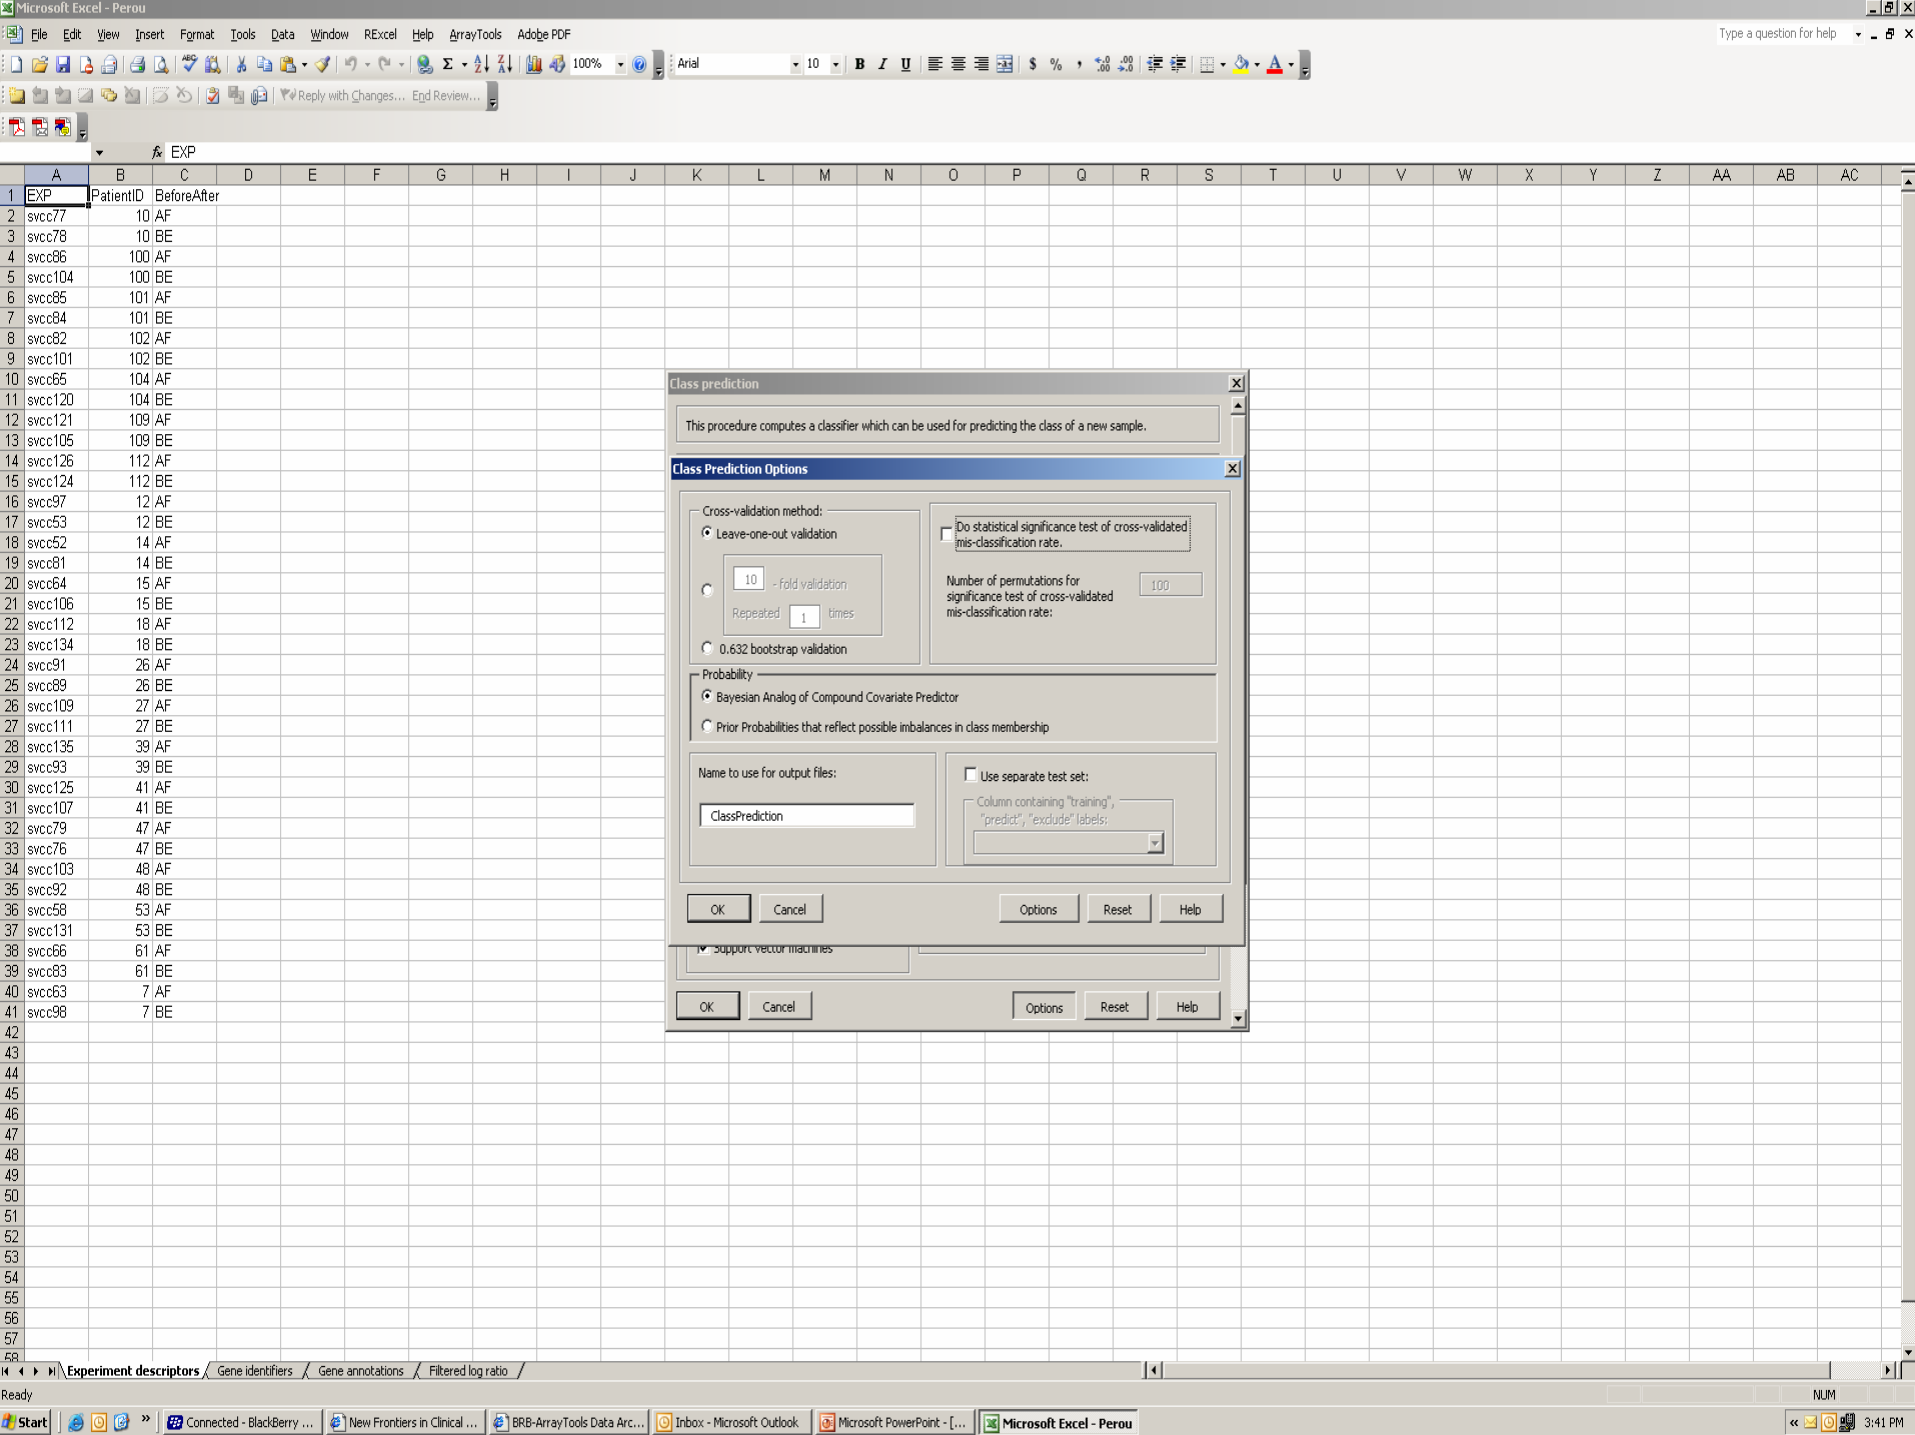 Microsoft Excel - Perou
File Edit View Insert Format Tools Data Window RExcel Help ArrayTools Adobe PDF
Type a question for help
100% Arial 10 B I U $ % ,
Reply with Changes... End Review...
fx EXP
A B C D E F G H I J K L M N O P Q R S T U V W X Y Z AA AB AC
1 EXP PatientID BeforeAfter
2 svcc77 10 AF
3 svcc78 10 BE
4 svcc86 100 AF
5 svcc104 100 BE
6 svcc85 101 AF
7 svcc84 101 BE
8 svcc82 102 AF
9 svcc101 102 BE
10 svcc65 104 AF
11 svcc120 104 BE
12 svcc121 109 AF
13 svcc105 109 BE
14 svcc126 112 AF
15 svcc124 112 BE
16 svcc97 12 AF
17 svcc53 12 BE
18 svcc52 14 AF
19 svcc81 14 BE
20 svcc64 15 AF
21 svcc106 15 BE
22 svcc112 18 AF
23 svcc134 18 BE
24 svcc91 26 AF
25 svcc89 26 BE
26 svcc109 27 AF
27 svcc111 27 BE
28 svcc135 39 AF
29 svcc93 39 BE
30 svcc125 41 AF
31 svcc107 41 BE
32 svcc79 47 AF
33 svcc76 47 BE
34 svcc103 48 AF
35 svcc92 48 BE
36 svcc58 53 AF
37 svcc131 53 BE
38 svcc66 61 AF
39 svcc83 61 BE
40 svcc63 7 AF
41 svcc98 7 BE
42
43
44
45
46
47
48
49
50
51
52
53
54
55
56
57
58
Class prediction
This procedure computes a classifier which can be used for predicting the class of a new sample.
Class Prediction Options
Cross-validation method:
Leave-one-out validation
10 - fold validation
Repeated 1 times
0.632 bootstrap validation
Do statistical significance test of cross-validated
mis-classification rate.
Number of permutations for
significance test of cross-validated
mis-classification rate:
100
Probability
Bayesian Analog of Compound Covariate Predictor
Prior Probabilities that reflect possible imbalances in class membership
Name to use for output files:
ClassPrediction
Use separate test set:
Column containing "training",
"predict", "exclude" labels:
OK Cancel Options Reset Help
Support vector machines
OK Cancel Options Reset Help
Experiment descriptors Gene identifiers Gene annotations Filtered log ratio
Ready
NUM
Start » Connected - BlackBerry ... New Frontiers in Clinical ... BRB-ArrayTools Data Arc... Inbox - Microsoft Outlook Microsoft PowerPoint - [... Microsoft Excel - Perou « 3:41 PM